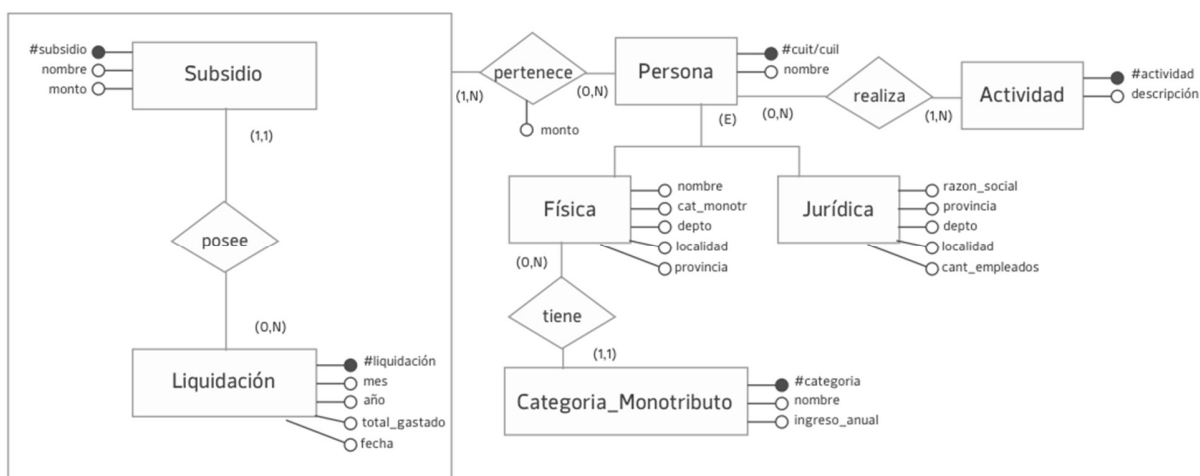 #subsidio
nombre
monto
Subsidio
(1,1)
posee
(0,N)
Liquidación
#liquidación
mes
año
total_gastado
fecha
(1,N)
pertenece
monto
(0,N)
Persona
#cuit/cuil
nombre
(E)
(0,N)
realiza
(1,N)
Actividad
#actividad
descripción
Física
nombre
cat_monotr
depto
localidad
provincia
Jurídica
razon_social
provincia
depto
localidad
cant_empleados
(0,N)
tiene
(1,1)
Categoria_Monotributo
#categoria
nombre
ingreso_anual